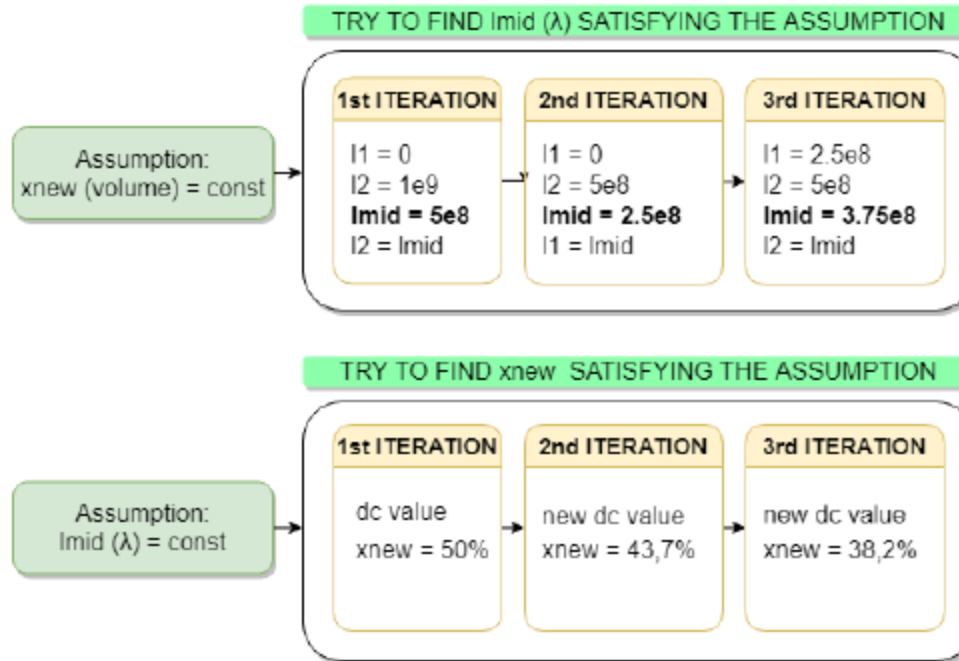 TRY TO FIND lmid (λ) SATISFYING THE ASSUMPTION
Assumption:
xnew (volume) = const
1st ITERATION
l1 = 0
l2 = 1e9
lmid = 5e8
l2 = lmid
2nd ITERATION
l1 = 0
l2 = 5e8
lmid = 2.5e8
l1 = lmid
3rd ITERATION
l1 = 2.5e8
l2 = 5e8
lmid = 3.75e8
l2 = lmid
TRY TO FIND xnew SATISFYING THE ASSUMPTION
Assumption:
lmid (λ) = const
1st ITERATION
dc value
xnew = 50%
2nd ITERATION
new dc value
xnew = 43,7%
3rd ITERATION
new dc value
xnew = 38,2%